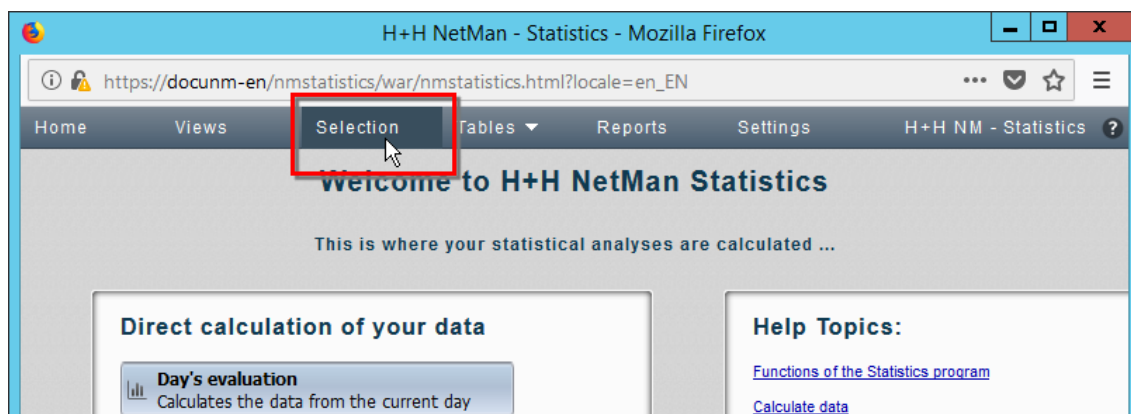 H+H NetMan - Statistics - Mozilla Firefox
https://docunm-en/nmstatistics/war/nmstatistics.html?locale=en_EN
Home Views Selection Tables Reports Settings H+H NM - Statistics ?
Welcome to H+H NetMan Statistics
This is where your statistical analyses are calculated ...
Direct calculation of your data
Day's evaluation
Calculates the data from the current day
Help Topics:
Functions of the Statistics program
Calculate data